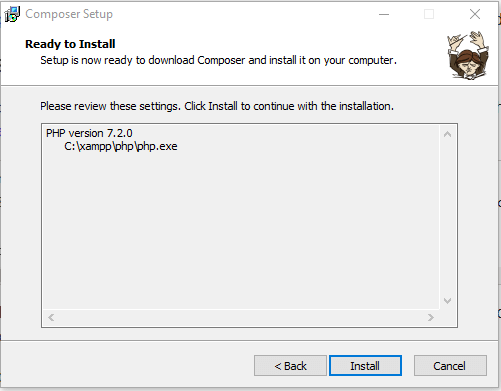 Composer Setup
Ready to Install
Setup is now ready to download Composer and install it on your computer.
Please review these settings. Click Install to continue with the installation.
PHP version 7.2.0
C:\xampp\php\php.exe
< Back
Install
Cancel